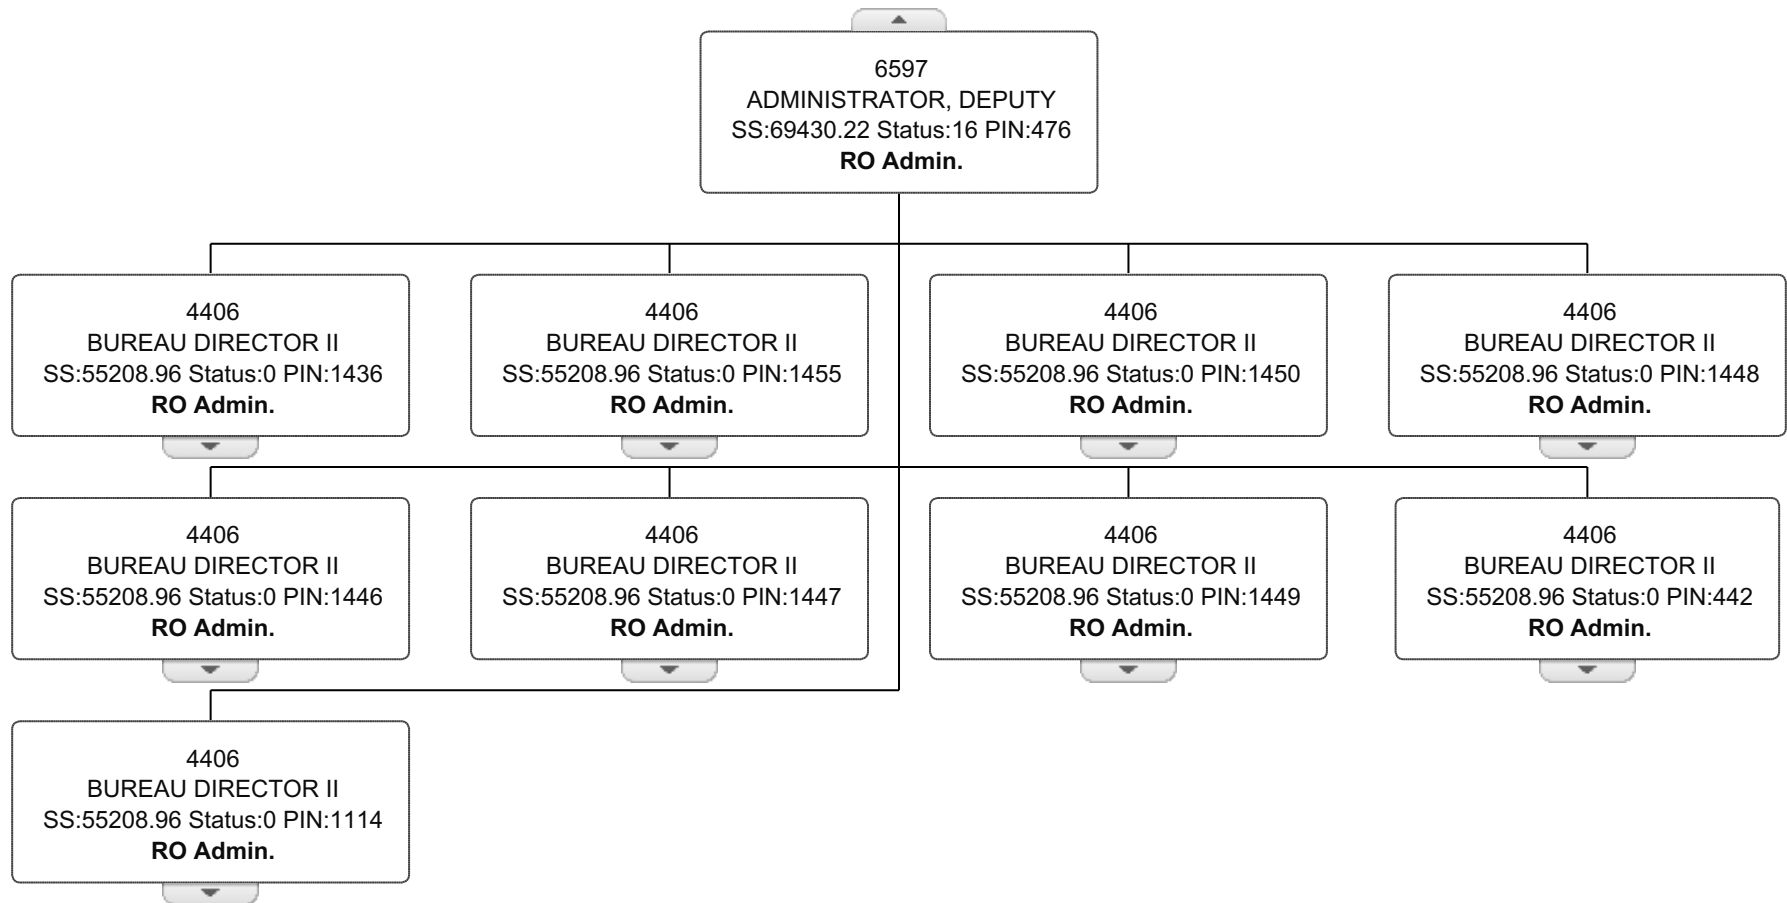 6597
ADMINISTRATOR, DEPUTY
SS:69430.22 Status:16 PIN:476
RO Admin.
4406
BUREAU DIRECTOR II
SS:55208.96 Status:0 PIN:1436
RO Admin.
4406
BUREAU DIRECTOR II
SS:55208.96 Status:0 PIN:1455
RO Admin.
4406
BUREAU DIRECTOR II
SS:55208.96 Status:0 PIN:1450
RO Admin.
4406
BUREAU DIRECTOR II
SS:55208.96 Status:0 PIN:1448
RO Admin.
4406
BUREAU DIRECTOR II
SS:55208.96 Status:0 PIN:1446
RO Admin.
4406
BUREAU DIRECTOR II
SS:55208.96 Status:0 PIN:1447
RO Admin.
4406
BUREAU DIRECTOR II
SS:55208.96 Status:0 PIN:1449
RO Admin.
4406
BUREAU DIRECTOR II
SS:55208.96 Status:0 PIN:442
RO Admin.
4406
BUREAU DIRECTOR II
SS:55208.96 Status:0 PIN:1114
RO Admin.